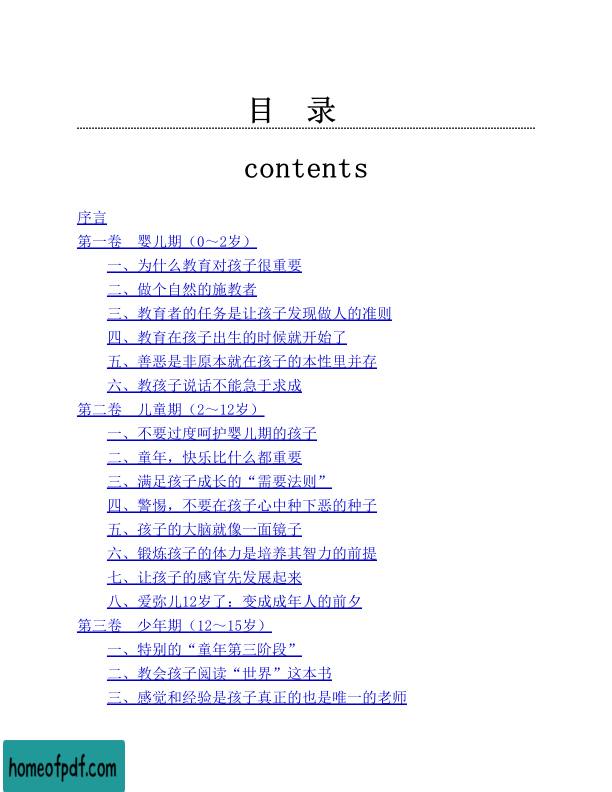 目 录
contents
序言
第一卷 婴儿期（0～2岁）
一、为什么教育对孩子很重要
二、做个自然的施教者
三、教育者的任务是让孩子发现做人的准则
四、教育在孩子出生的时候就开始了
五、善恶是非原本就在孩子的本性里并存
六、教孩子说话不能急于求成
第二卷 儿童期（2～12岁）
一、不要过度呵护婴儿期的孩子
二、童年，快乐比什么都重要
三、满足孩子成长的“需要法则”
四、警惕，不要在孩子心中种下恶的种子
五、孩子的大脑就像一面镜子
六、锻炼孩子的体力是培养其智力的前提
七、让孩子的感官先发展起来
八、爱弥儿12岁了：变成成年人的前夕
第三卷 少年期（12～15岁）
一、特别的“童年第三阶段”
二、教会孩子阅读“世界”这本书
三、感觉和经验是孩子真正的也是唯一的老师
homeofpdf.com